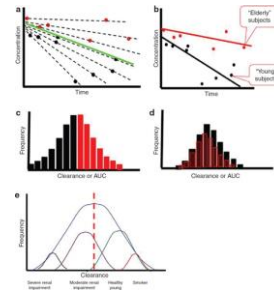 a
Concentration
Time
b
Concentration
Time
"Elderly"
subjects
"Young"
subjects
c
Frequency
Clearance or AUC
d
Frequency
Clearance or AUC
e
Frequency
Clearance
Severe renal
impairment
Moderate renal
impairment
Healthy
young
Smoker